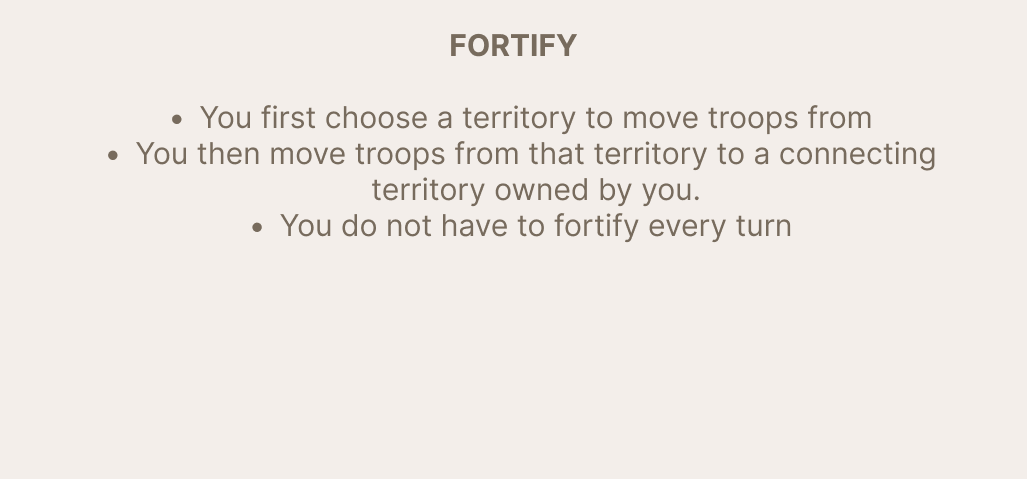 FORTIFY
• You first choose a territory to move troops from
• You then move troops from that territory to a connecting
territory owned by you.
• You do not have to fortify every turn